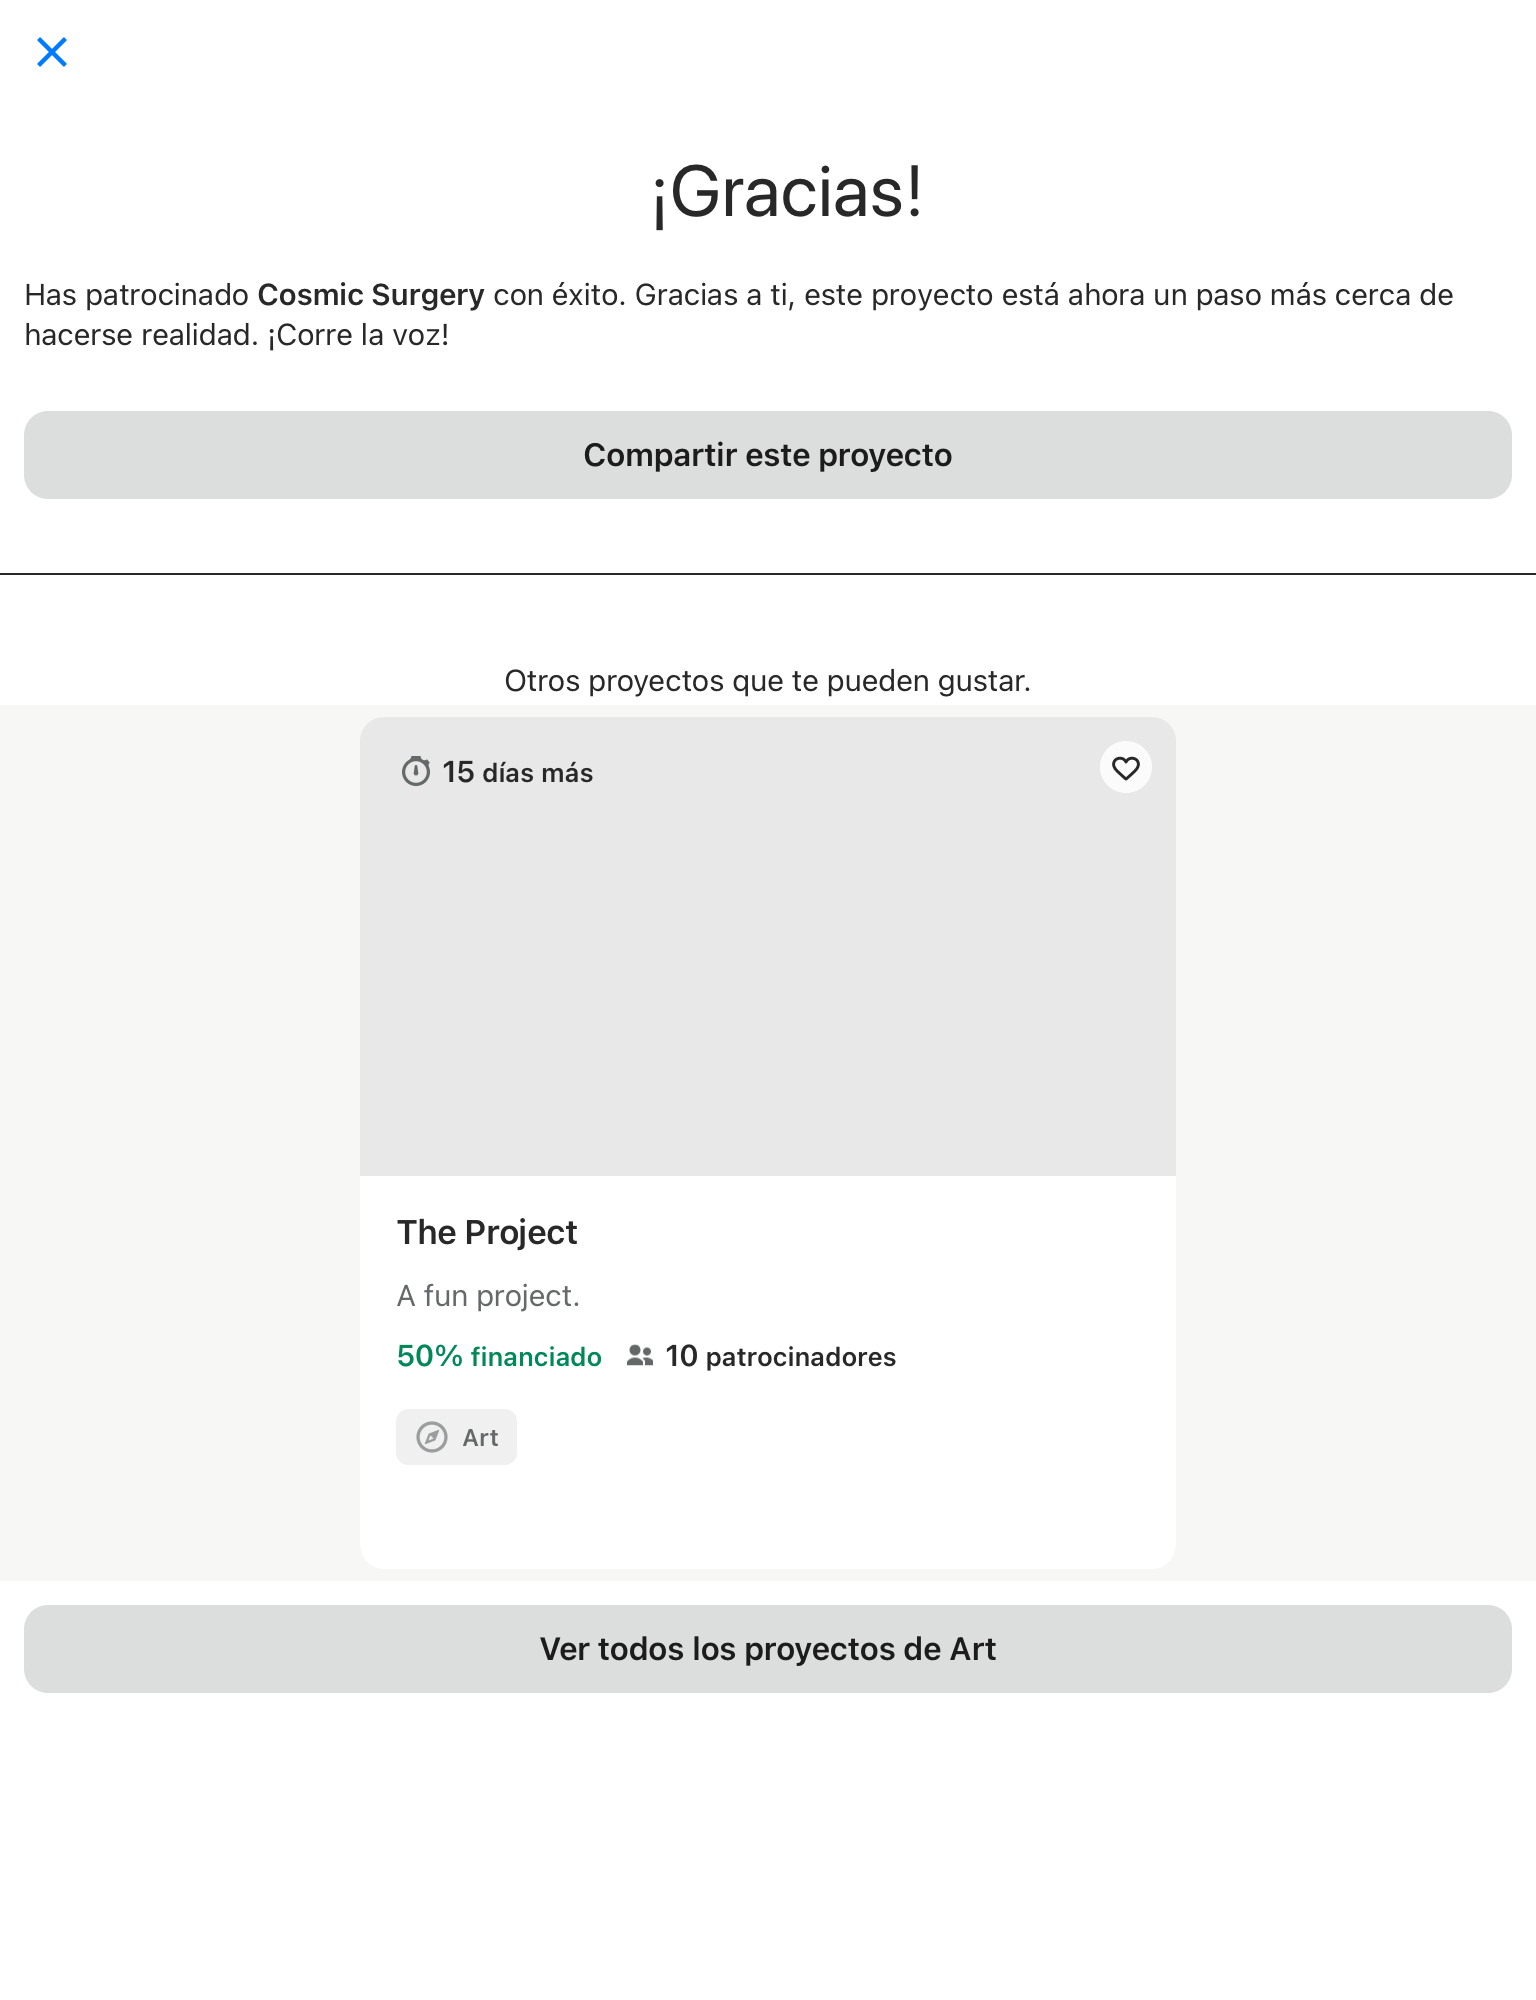 ¡Gracias!
Has patrocinado Cosmic Surgery con éxito. Gracias a ti, este proyecto está ahora un paso más cerca de
hacerse realidad. ¡Corre la voz!
Compartir este proyecto
Otros proyectos que te pueden gustar.
15 días más
The Project
A fun project.
50% financiado 10 patrocinadores
Art
Ver todos los proyectos de Art